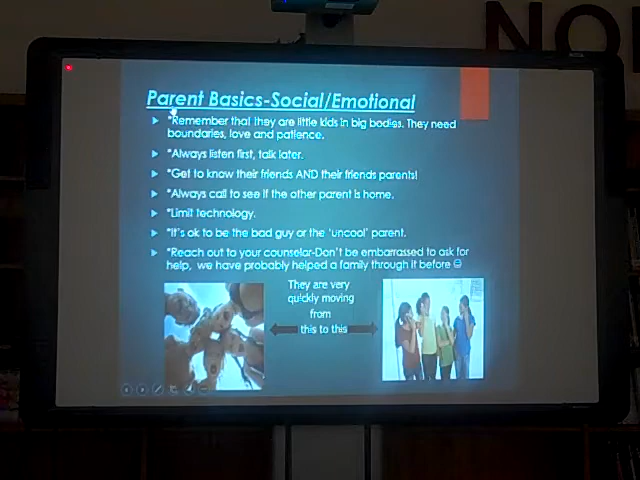 NO
Parent Basics-Social/Emotional
*Remember that they are little kids in big bodies. They need
boundaries, love and patience.
*Always listen first, talk later.
*Get to know their friends AND their friends parents!
*Always call to see if the other parent is home.
*Limit technology.
*It's ok to be the bad guy or the 'uncool' parent.
*Reach out to your counselor-Don't be embarrassed to ask for
help, we have probably helped a family through it before ☺
They are very
quickly moving
from
this to this